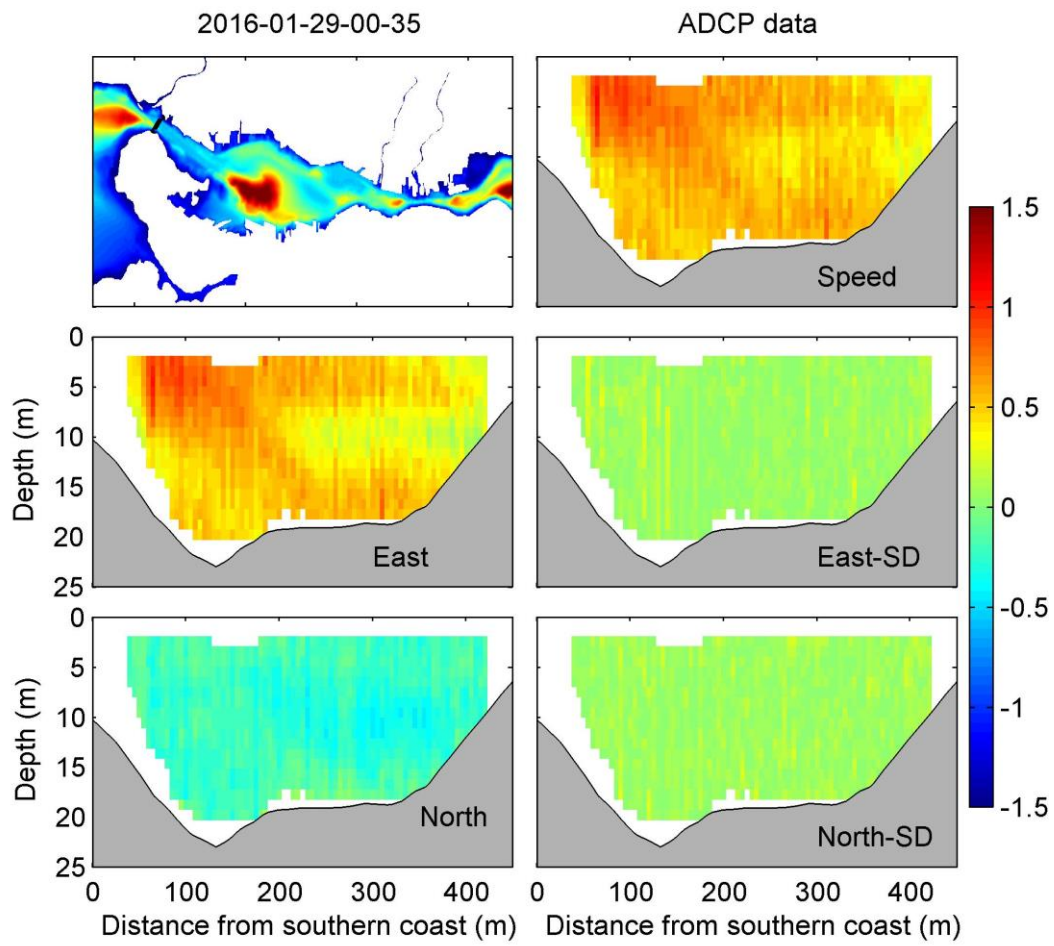 2016-01-29-00-35
ADCP data
Speed
1.5
1
0.5
0
-0.5
-1
-1.5
0
5
10
15
20
25
Depth (m)
East
East-SD
0
5
10
15
20
25
Depth (m)
North
North-SD
0 100 200 300 400
0 100 200 300 400
Distance from southern coast (m)
Distance from southern coast (m)